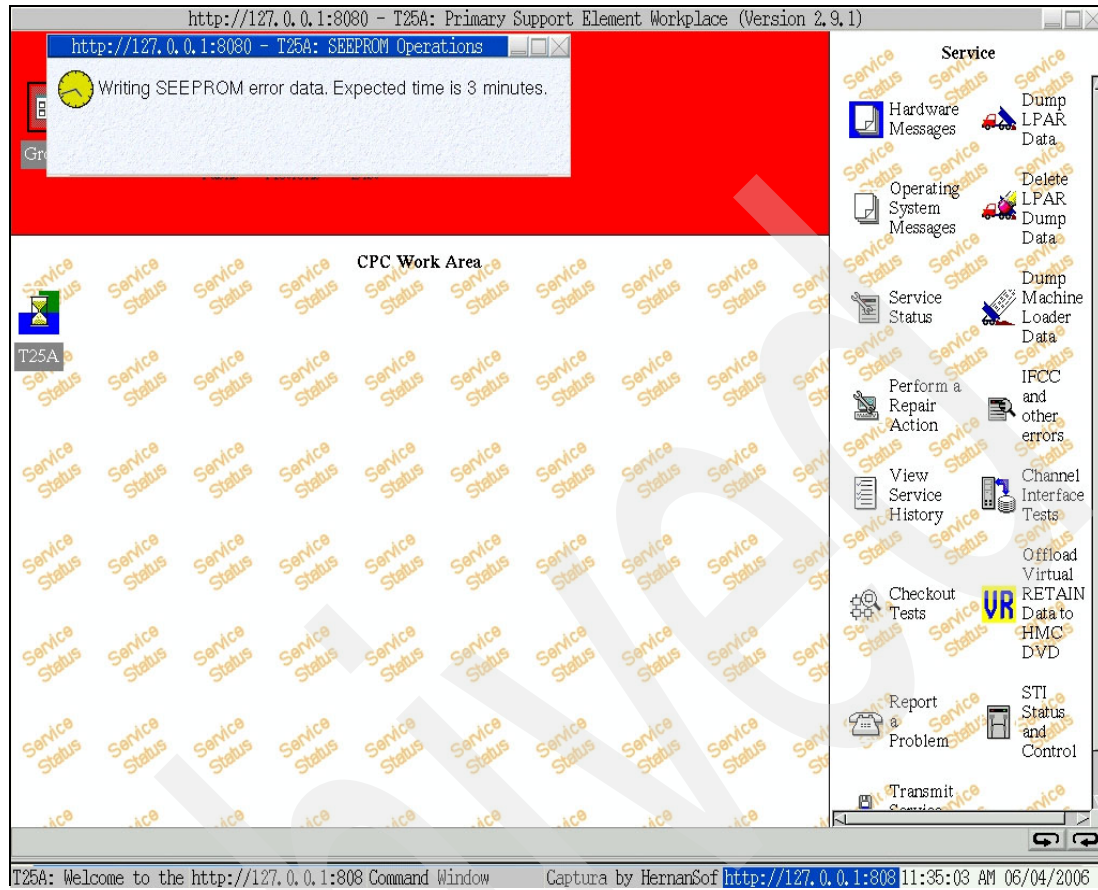 http://127.0.0.1:8080 - T25A: Primary Support Element Workplace (Version 2.9.1)
http://127.0.0.1:8080 - T25A: SEEPROM Operations
Writing SEEPROM error data. Expected time is 3 minutes.
Gro
CPC Work Area
T25A
Service Status
Service
Hardware Messages
Dump LPAR Data
Operating System Messages
Delete LPAR Dump Data
Service Status
Dump Machine Loader Data
Perform a Repair Action
IFCC and other errors
View Service History
Channel Interface Tests
Checkout Tests
VR
Offload Virtual RETAIN Data to HMC DVD
Report a Problem
STI Status and Control
Transmit
T25A: Welcome to the http://127.0.0.1:808 Command Window Captura by HernanSof http://127.0.0.1:808 11:35:03 AM 06/04/2006